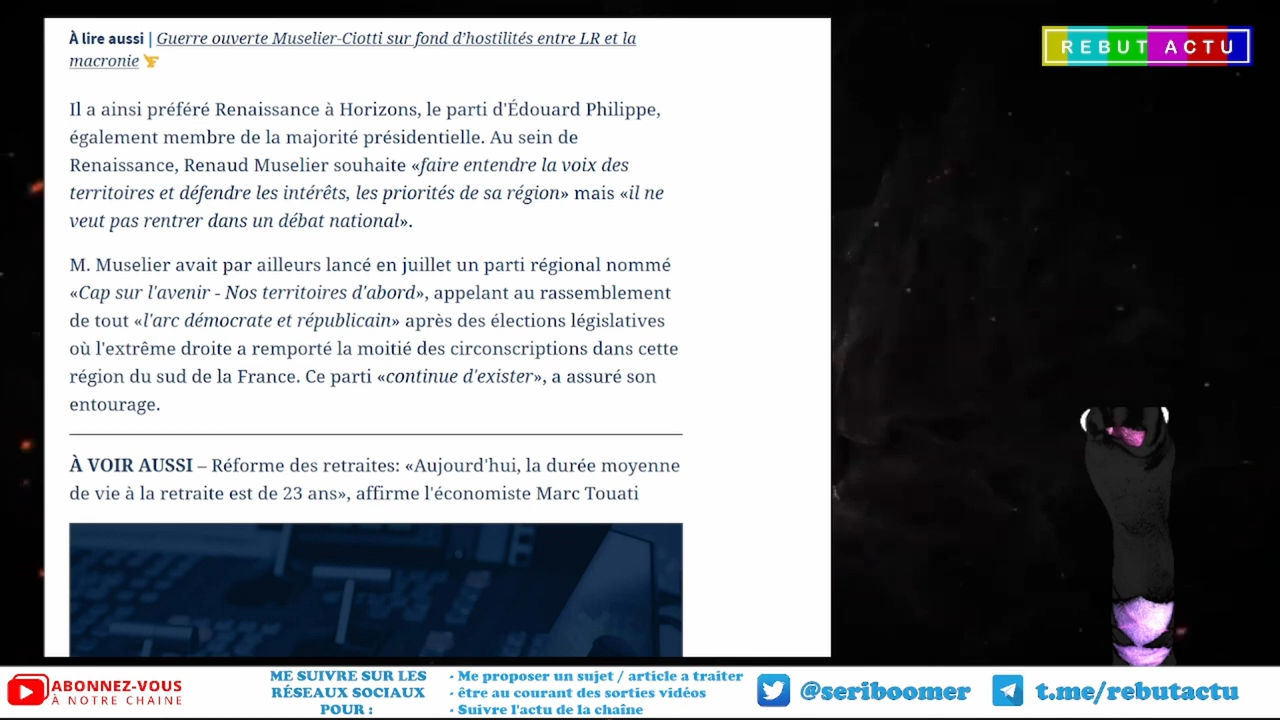 À lire aussi | Guerre ouverte Muselier-Ciotti sur fond d’hostilités entre LR et la
macronie
REBUT ACTU
Il a ainsi préféré Renaissance à Horizons, le parti d'Édouard Philippe,
également membre de la majorité présidentielle. Au sein de
Renaissance, Renaud Muselier souhaite «faire entendre la voix des
territoires et défendre les intérêts, les priorités de sa région» mais «il ne
veut pas rentrer dans un débat national».
M. Muselier avait par ailleurs lancé en juillet un parti régional nommé
«Cap sur l'avenir - Nos territoires d'abord», appelant au rassemblement
de tout «l'arc démocrate et républicain» après des élections législatives
où l'extrême droite a remporté la moitié des circonscriptions dans cette
région du sud de la France. Ce parti «continue d'exister», a assuré son
entourage.
À VOIR AUSSI – Réforme des retraites: «Aujourd'hui, la durée moyenne
de vie à la retraite est de 23 ans», affirme l'économiste Marc Touati
ABONNEZ-VOUS
À NOTRE CHAINE
ME SUIVRE SUR LES
RÉSEAUX SOCIAUX
POUR :
- Me proposer un sujet / article a traiter
- être au courant des sorties vidéos
- Suivre l'actu de la chaîne
@seriboomer
t.me/rebutactu